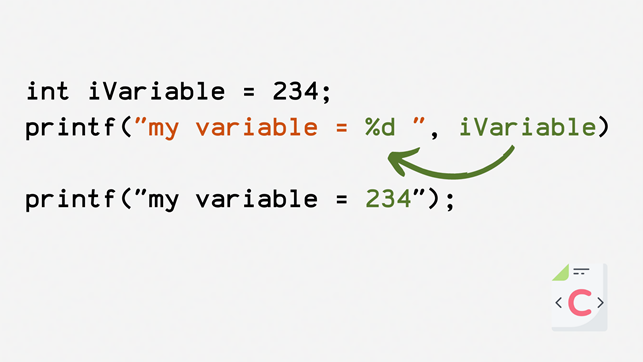 int iVariable = 234;
printf("my variable = %d ", iVariable)
printf("my variable = 234");
<C>